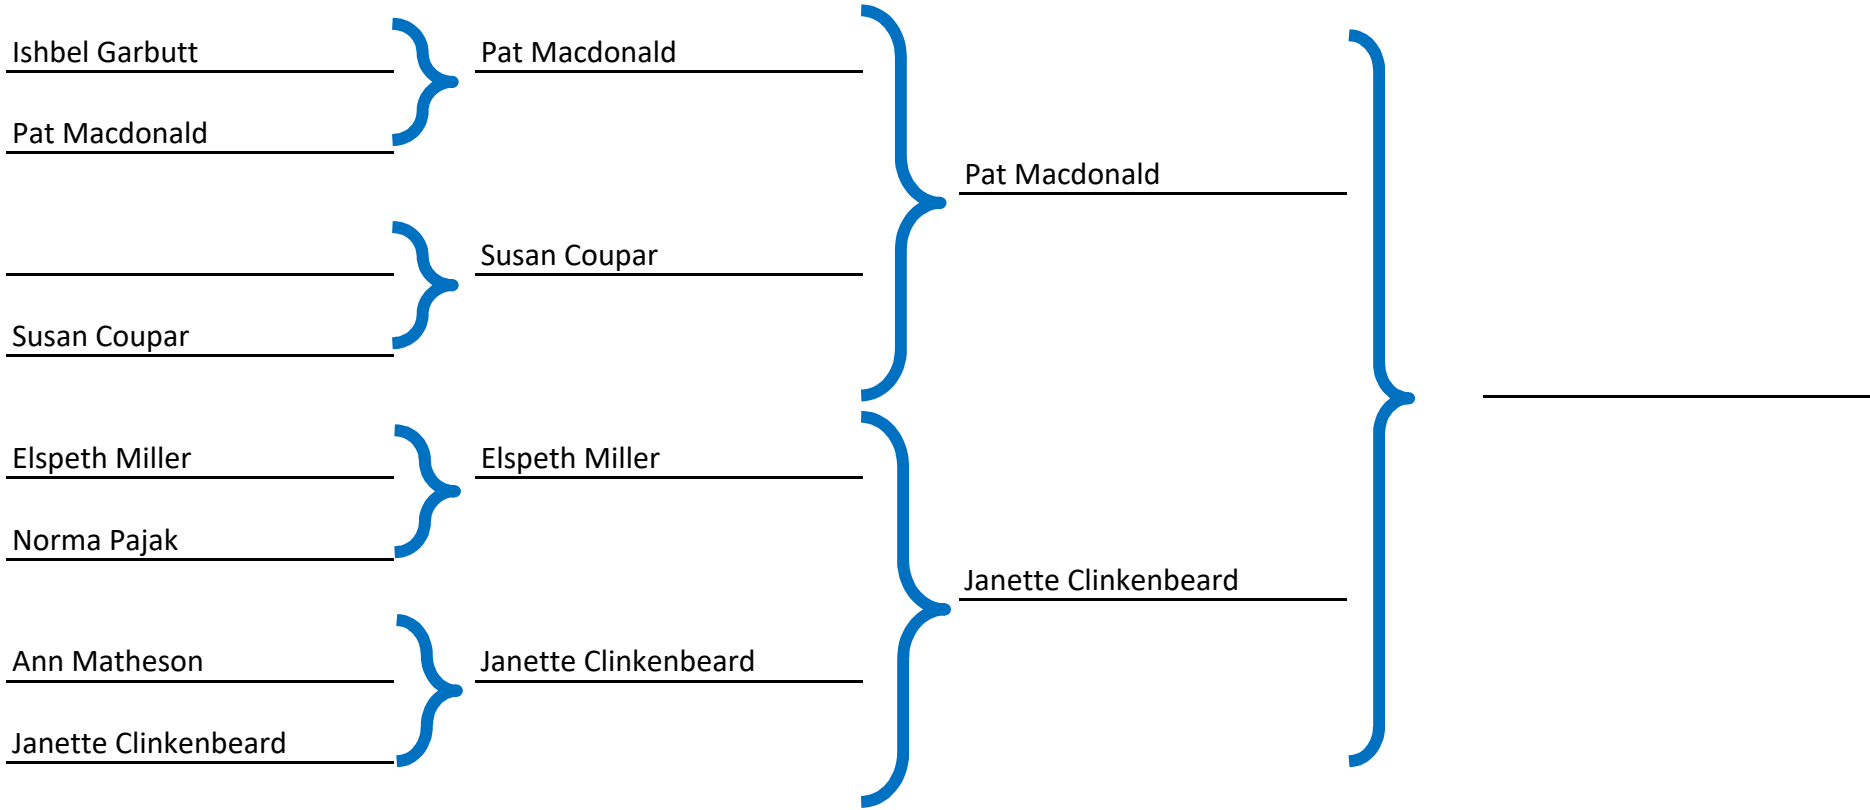 Ishbel Garbutt
Pat Macdonald
Susan Coupar
Elspeth Miller
Norma Pajak
Ann Matheson
Janette Clinkenbeard
Pat Macdonald
Susan Coupar
Elspeth Miller
Janette Clinkenbeard
Pat Macdonald
Janette Clinkenbeard